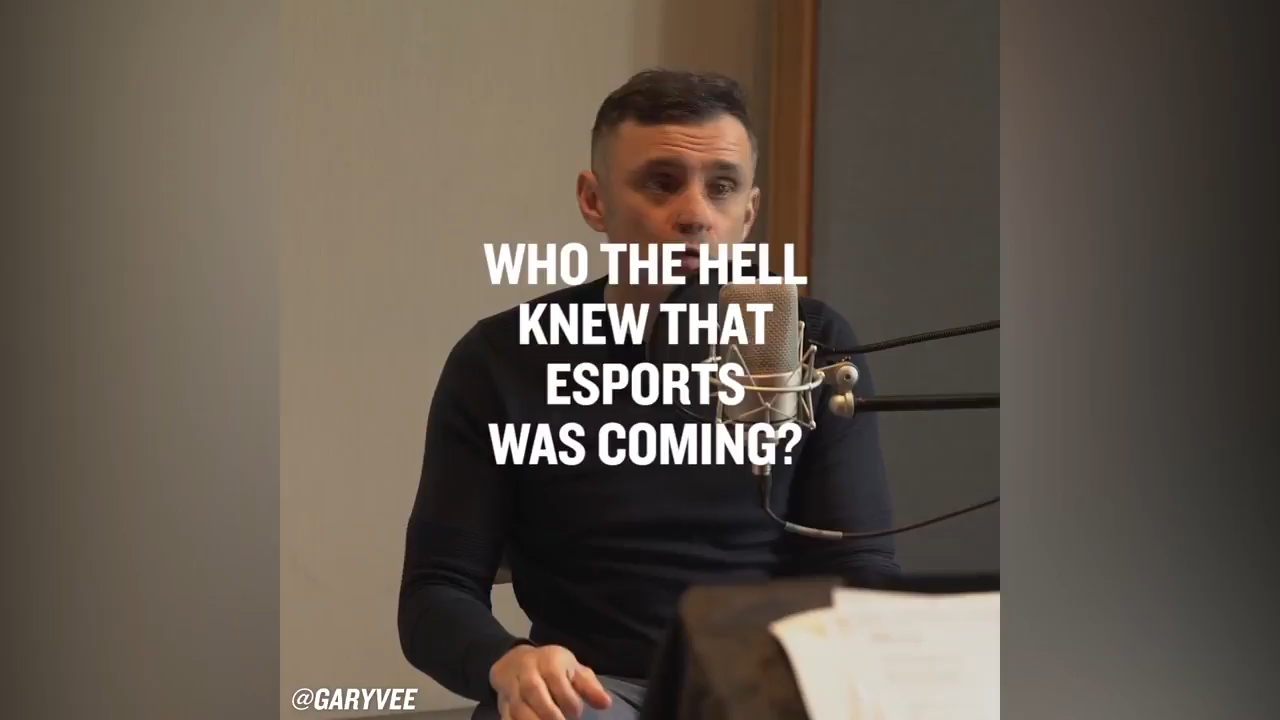 WHO THE HELL
KNEW THAT
ESPORTS
WAS COMING?
@GARYVEE